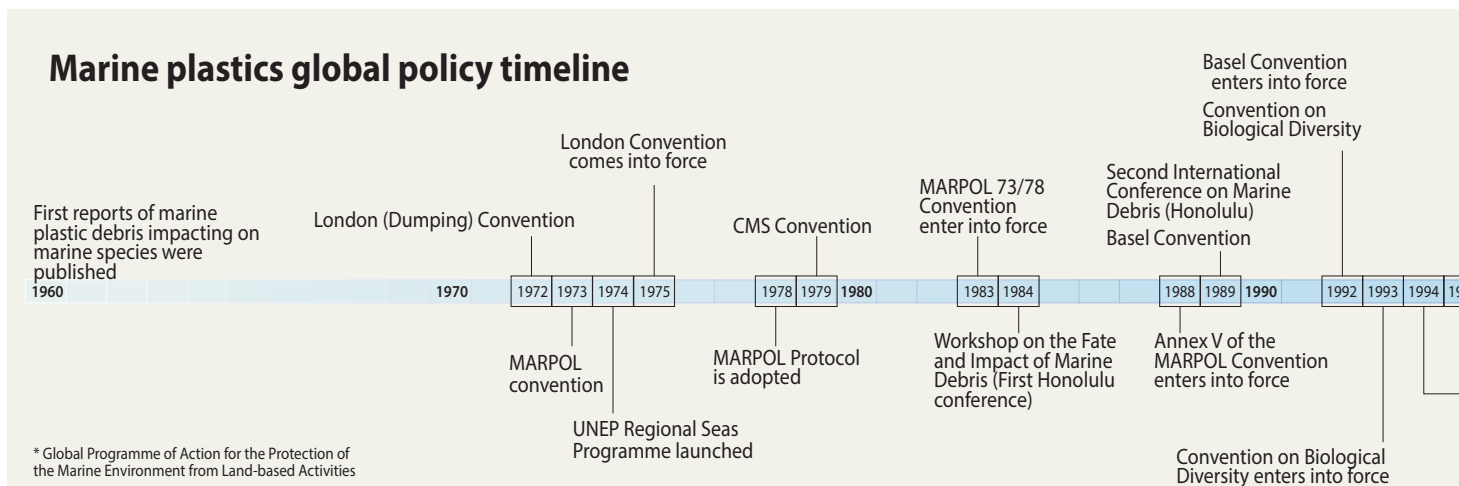 Marine plastics global policy timeline
Basel Convention
enters into force
Convention on
Biological Diversity
London Convention
comes into force
Second International
Conference on Marine
Debris (Honolulu)
Basel Convention
MARPOL 73/78
Convention
enter into force
First reports of marine
plastic debris impacting on
marine species were
published
London (Dumping) Convention
CMS Convention
1960
1970
1972
1973
1974
1975
1978
1979
1980
1983
1984
1988
1989
1990
1992
1993
1994
MARPOL
convention
MARPOL Protocol
is adopted
Workshop on the Fate
and Impact of Marine
Debris (First Honolulu
conference)
Annex V of the
MARPOL Convention
enters into force
UNEP Regional Seas
Programme launched
Convention on Biological
Diversity enters into force
* Global Programme of Action for the Protection of
the Marine Environment from Land-based Activities